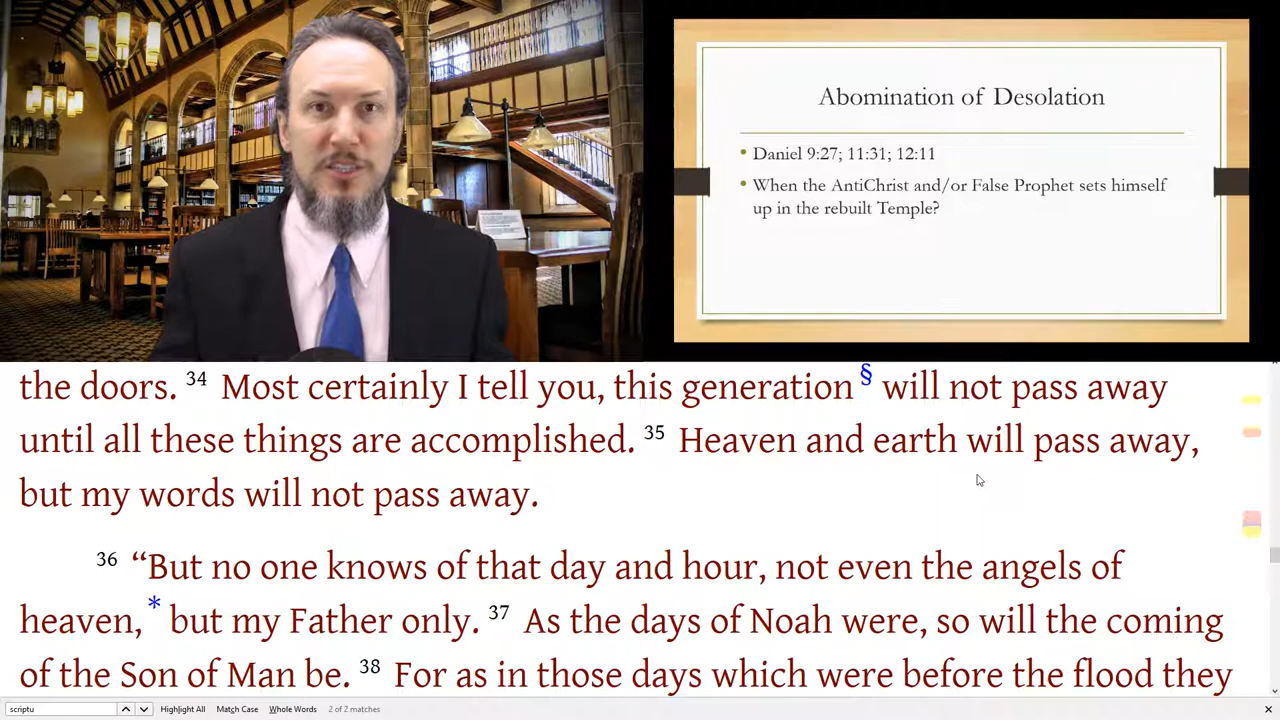 Abomination of Desolation
• Daniel 9:27; 11:31; 12:11
• When the AntiChrist and/or False Prophet sets himself
up in the rebuilt Temple?
the doors. 34 Most certainly I tell you, this generation § will not pass away
until all these things are accomplished. 35 Heaven and earth will pass away,
but my words will not pass away.
36 “But no one knows of that day and hour, not even the angels of
heaven, * but my Father only. 37 As the days of Noah were, so will the coming
of the Son of Man be. 38 For as in those days which were before the flood they
scriptu Highlight All Match Case Whole Words 2 of 2 matches